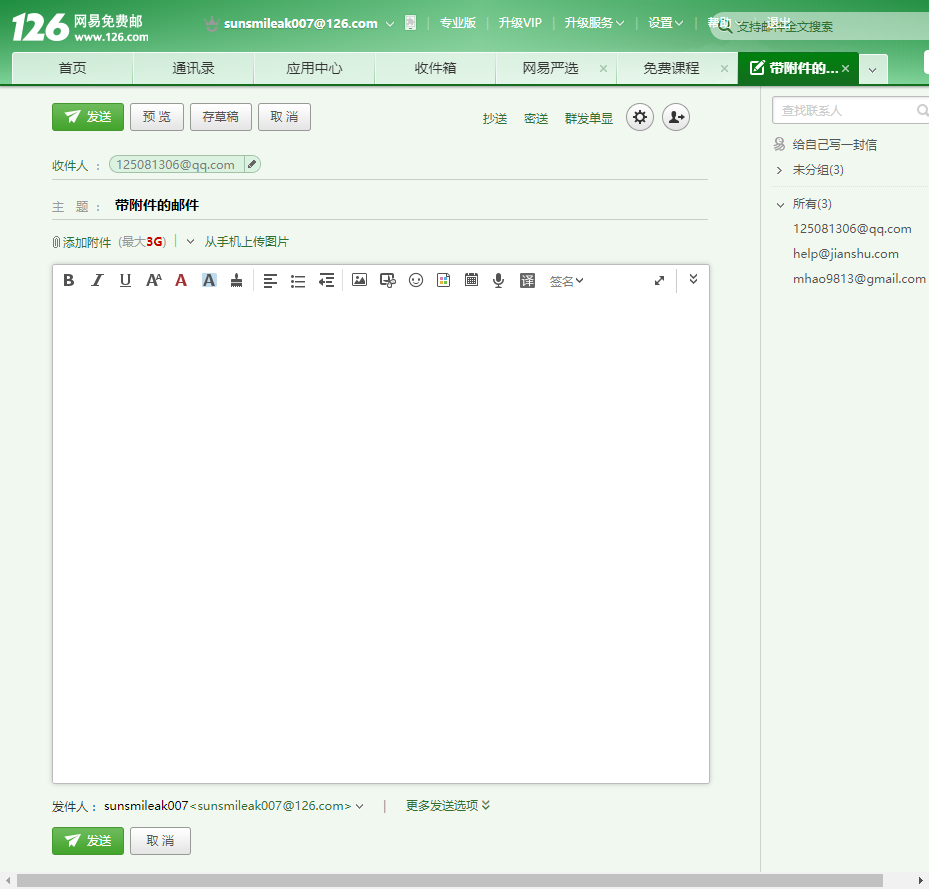 126 网易免费邮
www.126.com
sunsmileak007@126.com 专业版 升级VIP 升级服务 设置 帮助 退出
支持邮件全文搜索
首页 通讯录 应用中心 收件箱 网易严选 × 免费课程 × 带附件的... ×
发送 预 览 存草稿 取 消 抄送 密送 群发单显
收件人： 125081306@qq.com
主 题： 带附件的邮件
添加附件 (最大3G) 从手机上传图片
B I U A A A A 译 签名
发件人： sunsmileak007<sunsmileak007@126.com> | 更多发送选项
发送 取 消
查找联系人
给自己写一封信
未分组(3)
所有(3)
125081306@qq.com
help@jianshu.com
mhao9813@gmail.com